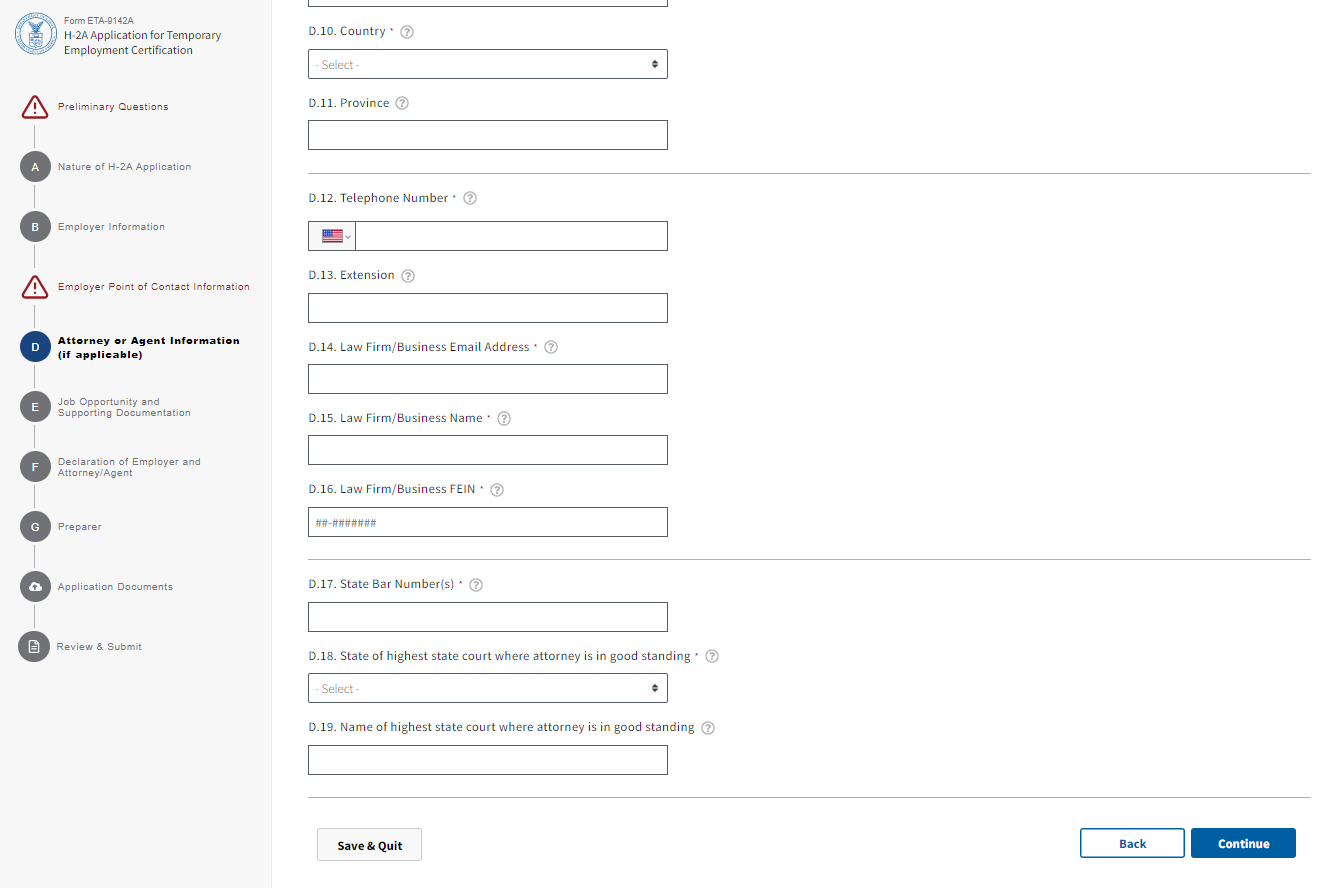 Form ETA-9142A
H-2A Application for Temporary
Employment Certification
Preliminary Questions
A
Nature of H-2A Application
B
Employer Information
Employer Point of Contact Information
D
Attorney or Agent Information
(if applicable)
E
Job Opportunity and
Supporting Documentation
F
Declaration of Employer and
Attorney/Agent
G
Preparer
Application Documents
Review & Submit
D.10. Country * ?
- Select -
D.11. Province ?
D.12. Telephone Number * ?
D.13. Extension ?
D.14. Law Firm/Business Email Address * ?
D.15. Law Firm/Business Name * ?
D.16. Law Firm/Business FEIN * ?
##-#######
D.17. State Bar Number(s) * ?
D.18. State of highest state court where attorney is in good standing * ?
- Select -
D.19. Name of highest state court where attorney is in good standing ?
Save & Quit
Back
Continue